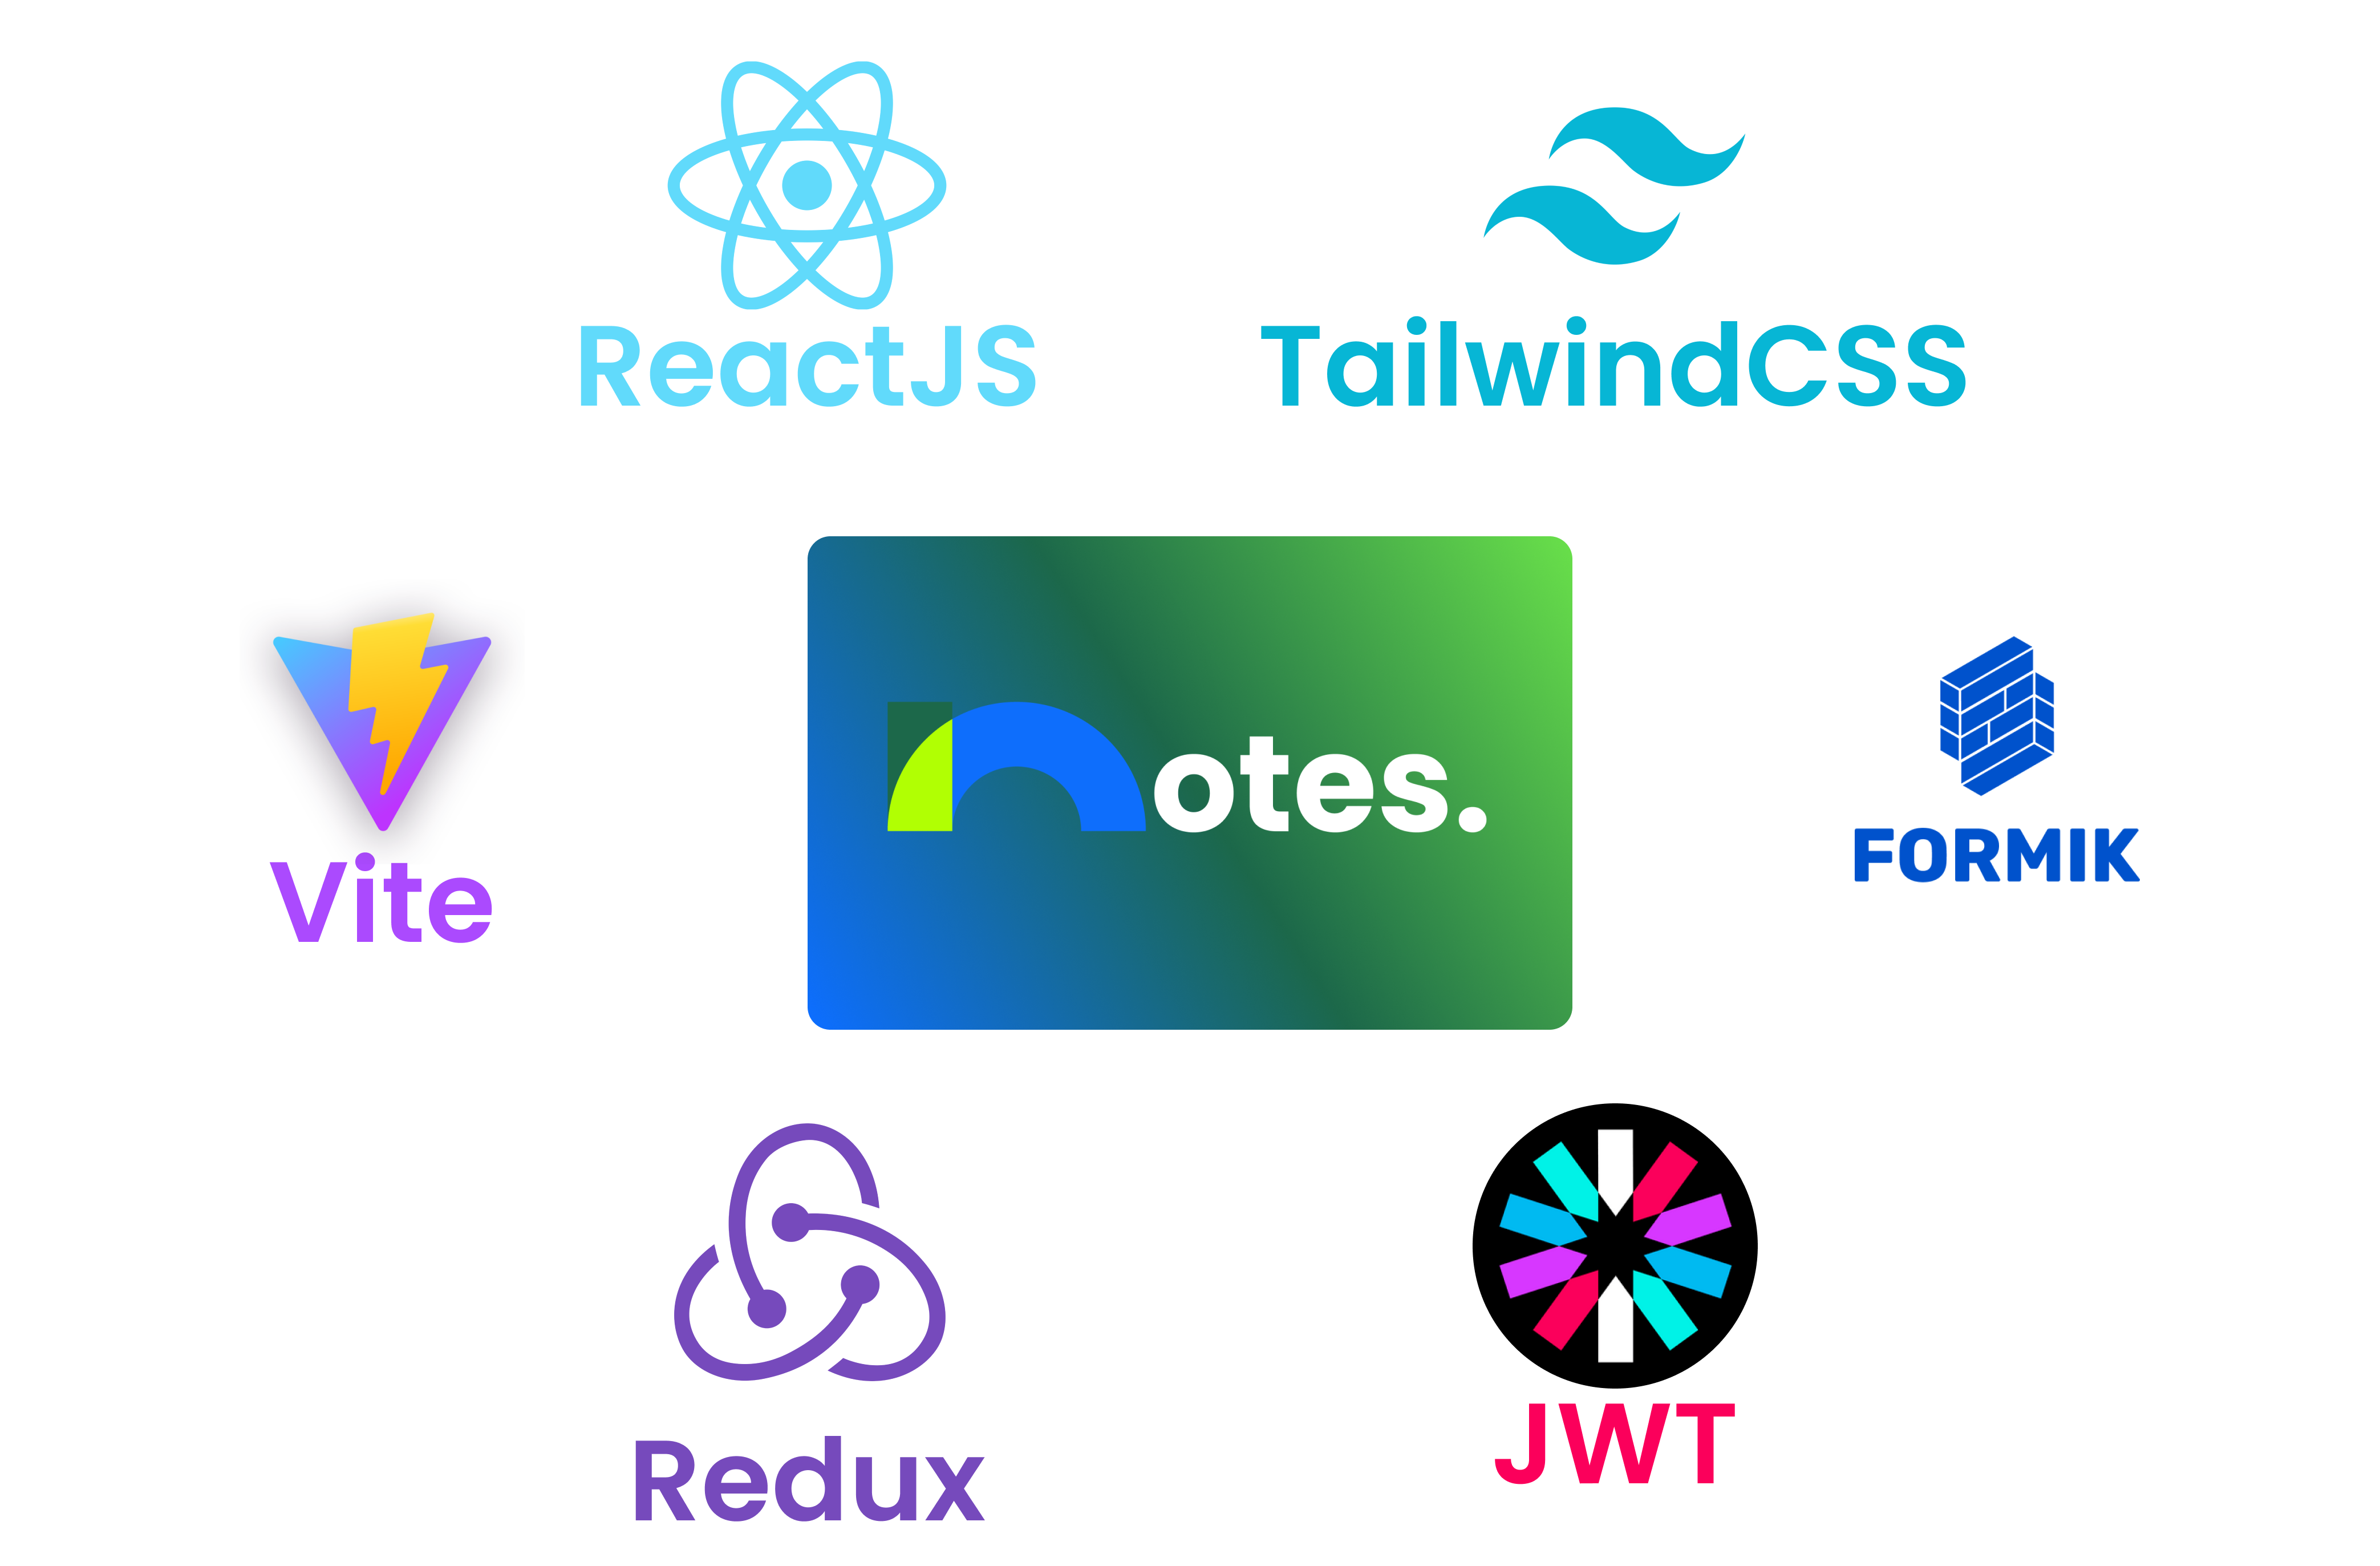 ReactJS
TailwindCSS
Vite
notes.
FORMIK
Redux
JWT